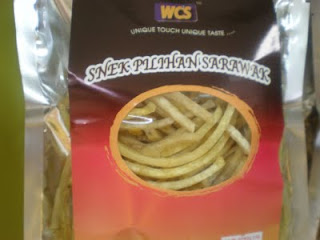 WCS
UNIQUE TOUCH UNIQUE TASTE ....
SNEK PILIHAN SARAWAK